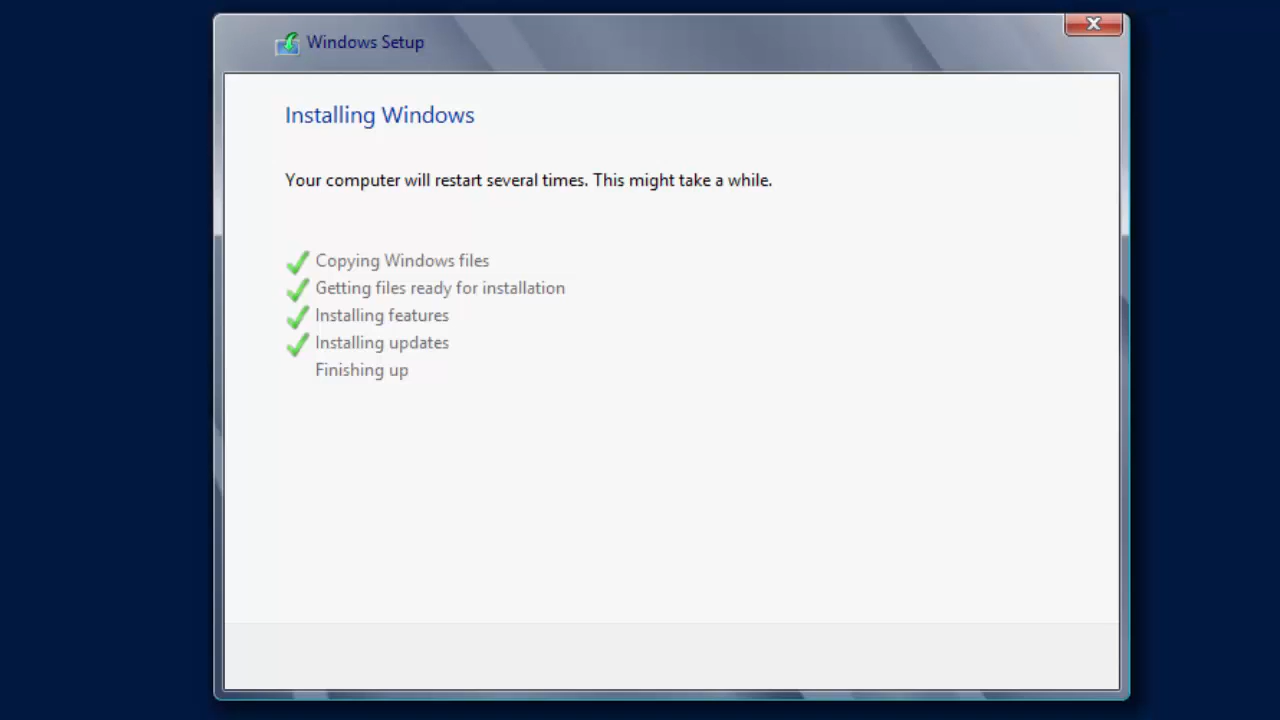 Windows Setup
Installing Windows
Your computer will restart several times. This might take a while.
Copying Windows files
Getting files ready for installation
Installing features
Installing updates
Finishing up